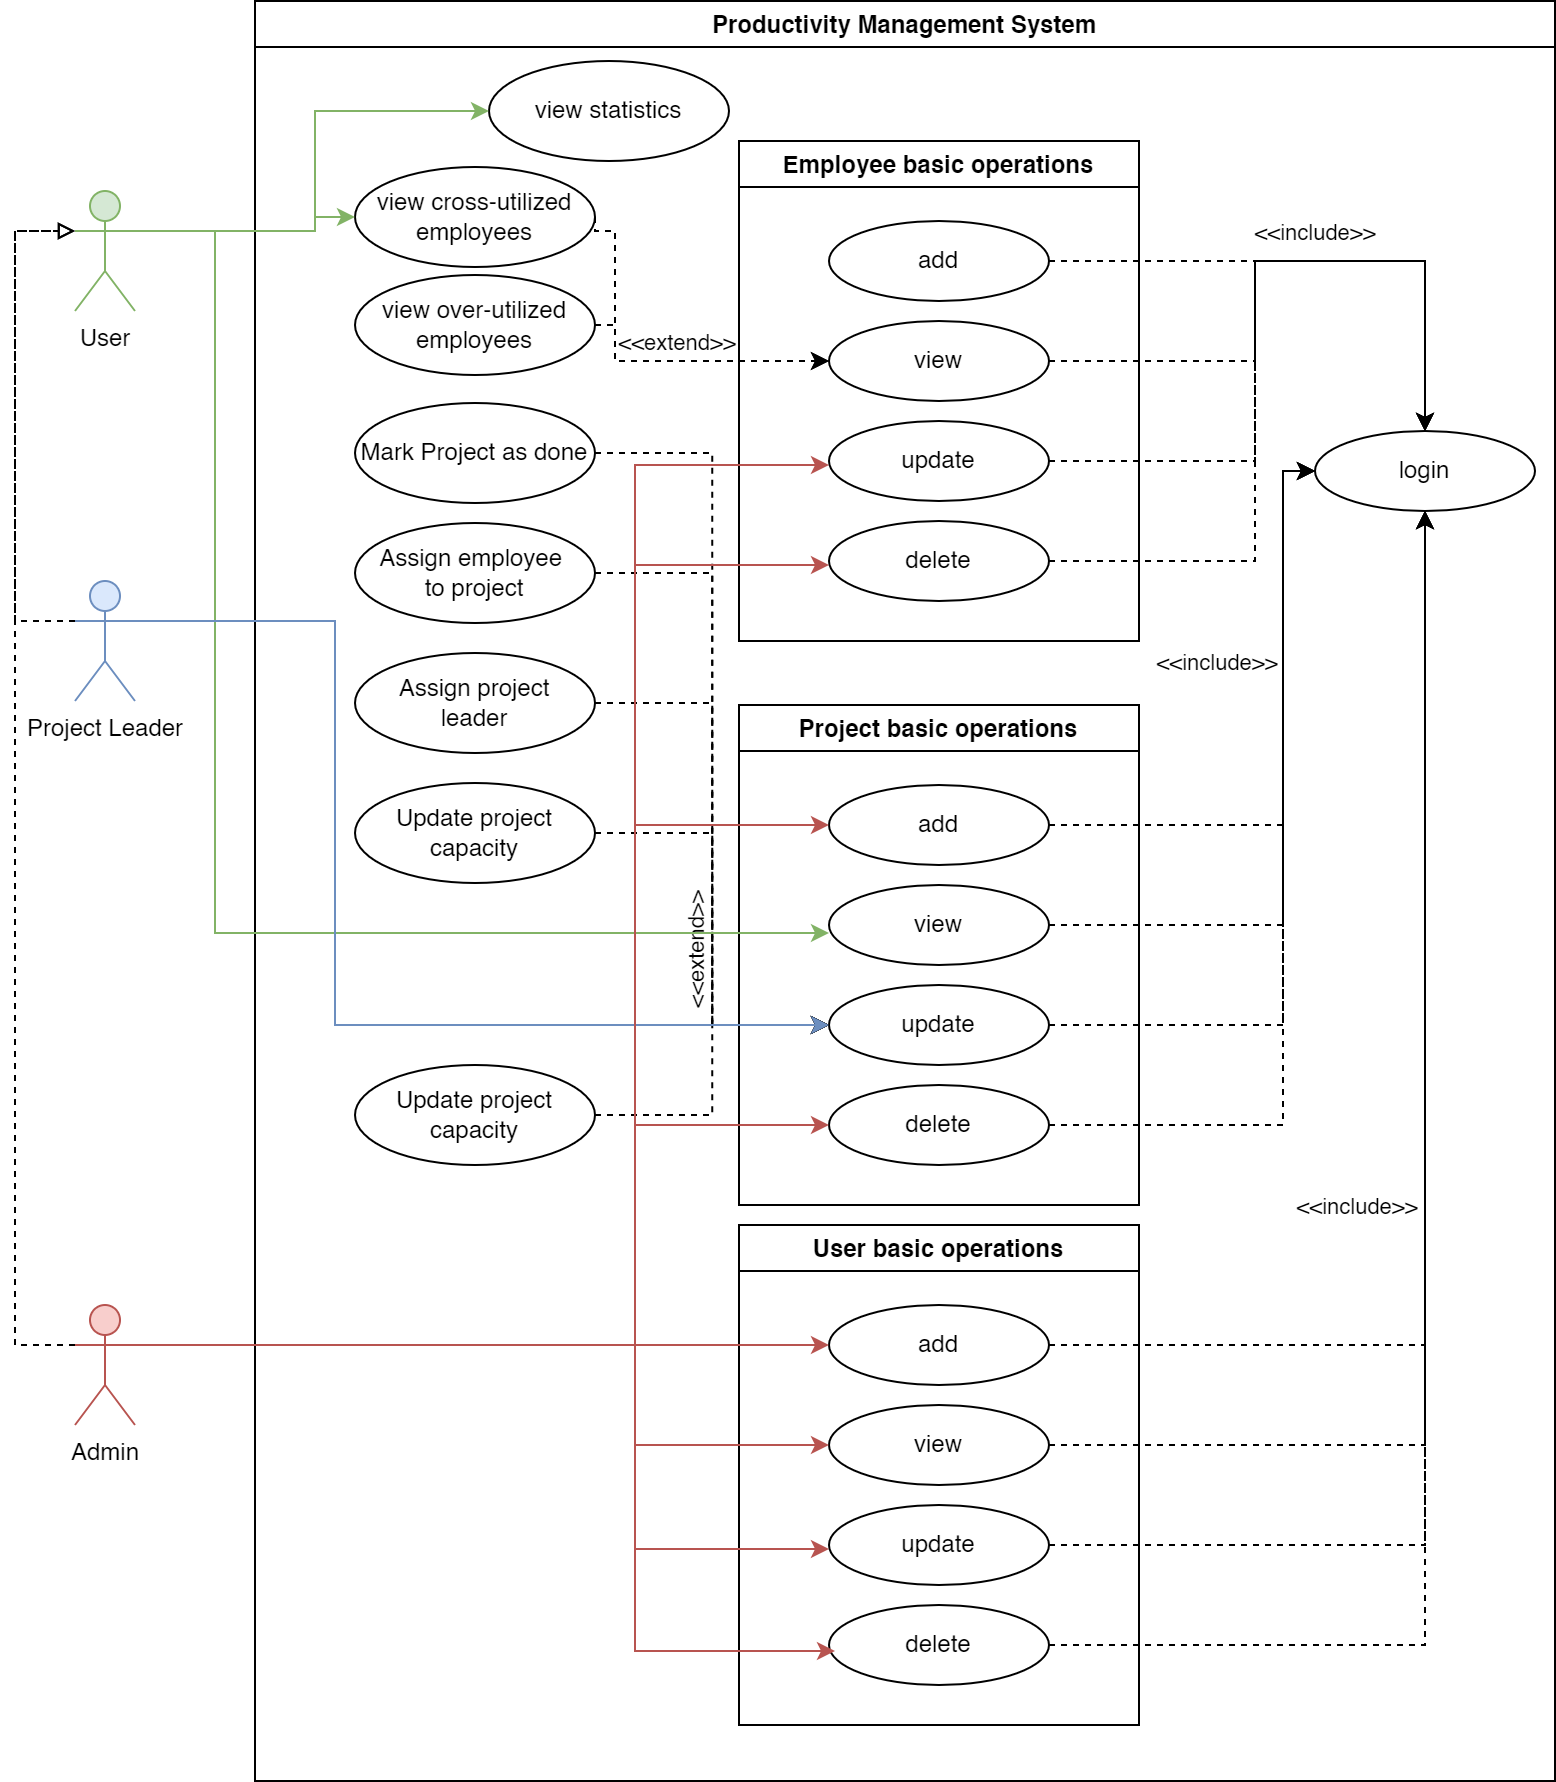 Productivity Management System
view statistics
Employee basic operations
view cross-utilized
employees
add
<<include>>
User
view over-utilized
employees
<<extend>>
view
Mark Project as done
update
login
Assign employee
to project
delete
Project Leader
Assign project
leader
<<include>>
Project basic operations
Update project
capacity
add
<<extend>>
view
update
Update project
capacity
delete
<<include>>
User basic operations
Admin
add
view
update
delete